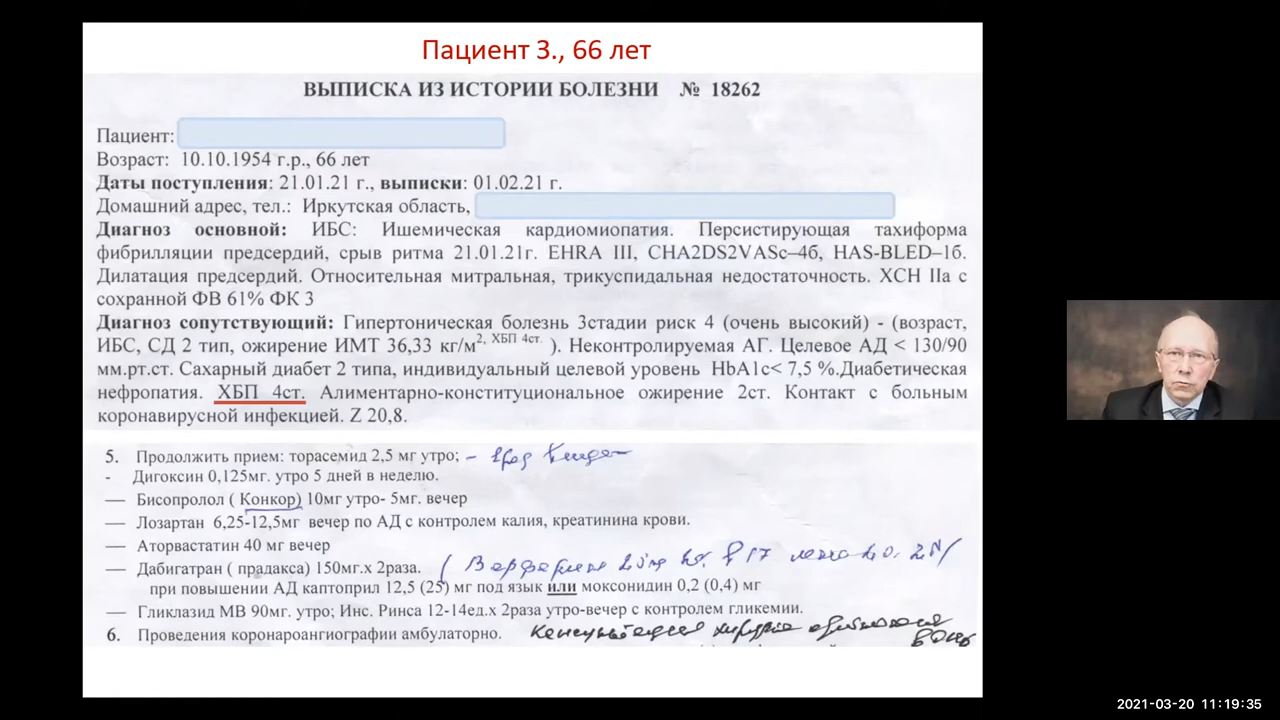 Пациент З., 66 лет
ВЫПИСКА ИЗ ИСТОРИИ БОЛЕЗНИ № 18262
Пациент:
Возраст: 10.10.1954 г.р., 66 лет
Даты поступления: 21.01.21 г., выписки: 01.02.21 г.
Домашний адрес, тел.: Иркутская область,
Диагноз основной: ИБС: Ишемическая кардиомиопатия. Персистирующая тахиформа
фибрилляции предсердий, срыв ритма 21.01.21г. EHRA III, CHA2DS2VASc–4б, HAS-BLED–1б.
Дилатация предсердий. Относительная митральная, трикуспидальная недостаточность. ХСН IIа с
сохранной ФВ 61% ФК 3
Диагноз сопутствующий: Гипертоническая болезнь 3стадии риск 4 (очень высокий) - (возраст,
ИБС, СД 2 тип, ожирение ИМТ 36,33 кг/м2, ХБП 4ст. ). Неконтролируемая АГ. Целевое АД < 130/90
мм.рт.ст. Сахарный диабет 2 типа, индивидуальный целевой уровень HbA1c< 7,5 %.Диабетическая
нефропатия. ХБП 4ст. Алиментарно-конституциональное ожирение 2ст. Контакт с больным
коронавирусной инфекцией. Z 20,8.
5. Продолжить прием: торасемид 2,5 мг утро; –
- Дигоксин 0,125мг. утро 5 дней в неделю.
— Бисопролол ( Конкор) 10мг утро- 5мг. вечер
— Лозартан 6,25-12,5мг вечер по АД с контролем калия, креатинина крови.
— Аторвастатин 40 мг вечер
— Дабигатран ( прадакса) 150мг.х 2раза.
при повышении АД каптоприл 12,5 (25) мг под язык или моксонидин 0,2 (0,4) мг
— Гликлазид МВ 90мг. утро; Инс. Ринса 12-14ед.х 2раза утро-вечер с контролем гликемии.
6. Проведения коронароангиографии амбулаторно. Консультация
2021-03-20 11:19:35